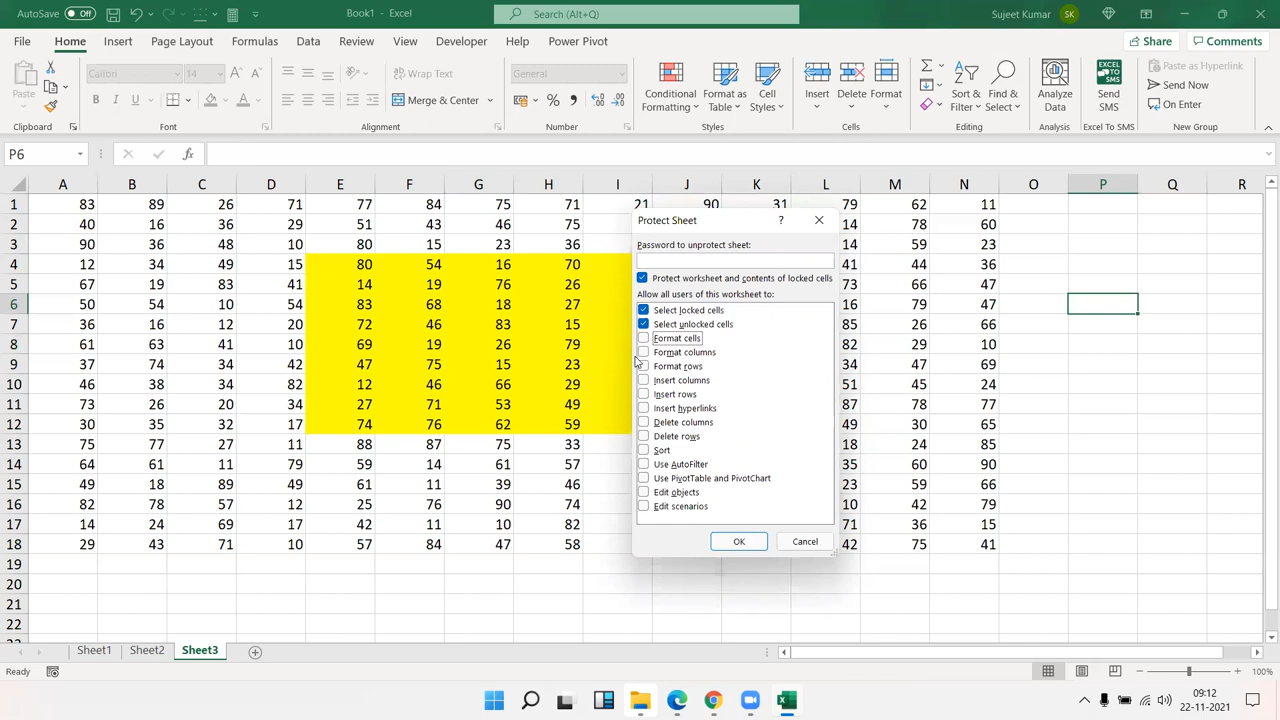 AutoSave Off Book1 - Excel Search (Alt+Q) Sujeet Kumar SK
File Home Insert Page Layout Formulas Data Review View Developer Help Power Pivot Share Comments
Paste Calibri Wrap Text General Conditional Formatting Format as Table Cell Styles Insert Delete Format Sort & Filter Find & Select Analyze Data EXCEL TO SMS Send SMS Paste as Hyperlink
B I U Merge & Center Send Now
On Enter
Clipboard Font Alignment Number Styles Cells Editing Analysis Excel To SMS New Group
P6 fx
A B C D E F G H I J K L M N O P Q R
1 83 89 26 71 77 84 75 71 21 90 31 79 62 11
2 40 16 36 29 51 43 46 75 14 78 60
3 90 36 48 10 80 15 23 36 14 59 23
4 12 34 49 15 80 54 16 70 41 44 36
5 67 19 83 41 14 19 76 26 73 66 47
6 50 54 10 54 83 68 18 27 16 79 47
7 36 16 12 20 72 46 83 15 85 26 66
8 61 63 34 41 69 19 26 79 82 29 10
9 37 74 34 42 47 75 15 23 34 47 69
10 46 38 34 82 12 46 66 29 51 45 24
11 73 26 20 34 27 71 53 49 87 78 77
12 30 35 32 17 74 76 62 59 49 30 65
13 75 77 27 11 88 87 75 33 18 24 85
14 64 61 11 79 59 14 61 57 35 60 90
15 49 18 89 49 61 11 39 46 23 59 66
16 82 78 57 12 25 76 90 74 10 42 79
17 14 24 69 17 42 11 10 82 71 36 15
18 29 43 71 10 57 84 47 58 42 75 41
19
20
21
22
Protect Sheet ?
Password to unprotect sheet:
Protect worksheet and contents of locked cells
Allow all users of this worksheet to:
Select locked cells
Select unlocked cells
Format cells
Format columns
Format rows
Insert columns
Insert rows
Insert hyperlinks
Delete columns
Delete rows
Sort
Use AutoFilter
Use PivotTable and PivotChart
Edit objects
Edit scenarios
OK Cancel
Sheet1 Sheet2 Sheet3
Ready 100%
09:12
22-11-2021